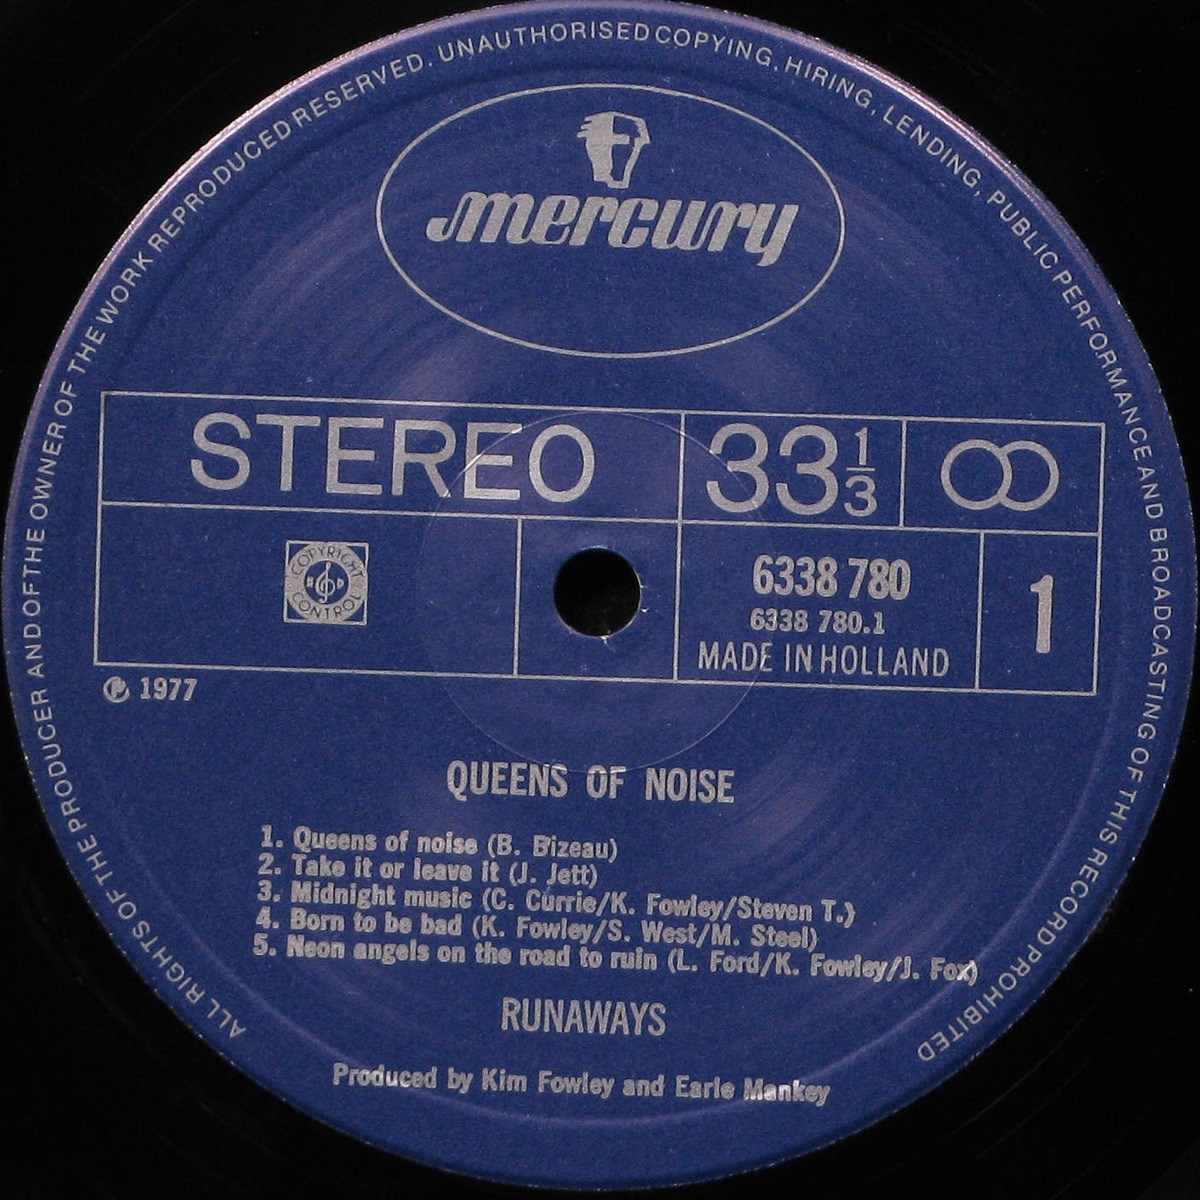 ALL RIGHTS OF THE PRODUCER AND OF THE OWNER OF THE WORK REPRODUCED RESERVED. UNAUTHORISED COPYING, HIRING, LENDING, PUBLIC PERFORMANCE AND BROADCASTING OF THIS RECORD PROHIBITED
mercury
STEREO 33 1/3
COPYRIGHT CONTROL
6338 780
6338 780.1
MADE IN HOLLAND
1
℗ 1977
QUEENS OF NOISE
1. Queens of noise (B. Bizeau)
2. Take it or leave it (J. Jett)
3. Midnight music (C. Currie/K. Fowley/Steven T.)
4. Born to be bad (K. Fowley/S. West/M. Steel)
5. Neon angels on the road to ruin (L. Ford/K. Fowley/J. Fox)
RUNAWAYS
Produced by Kim Fowley and Earle Mankey